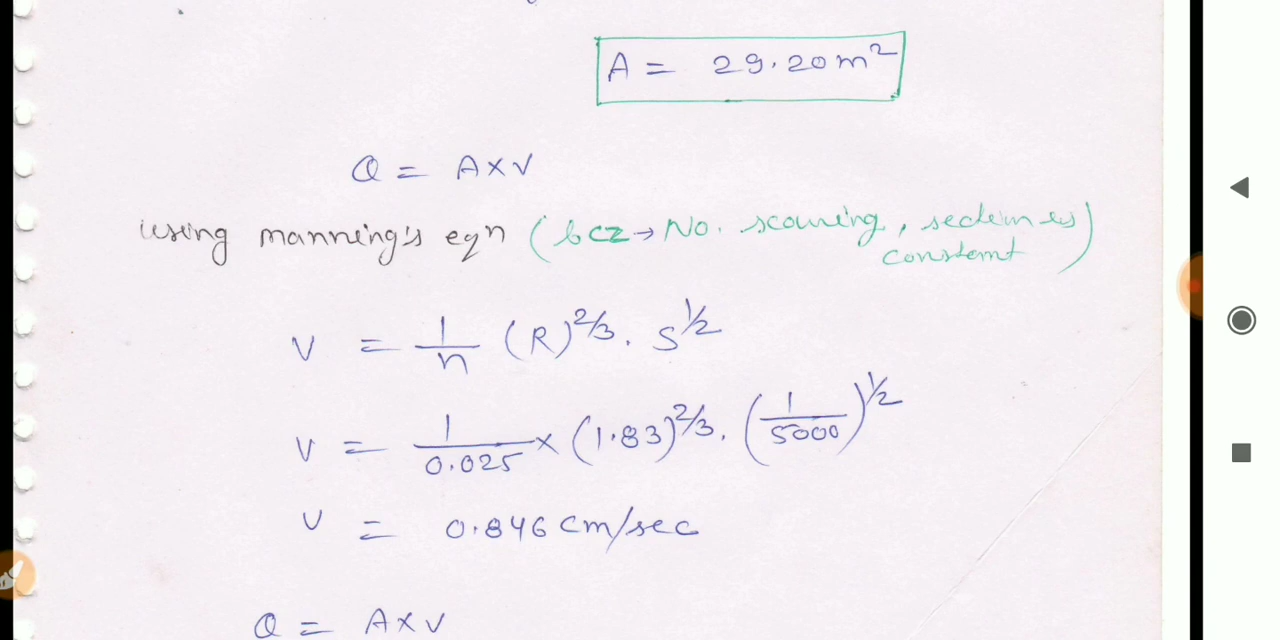 A = 29.20 m²
Q = A×V
using manning's eqn (bcz → No. scouring, section is
constant)
V = 1/n (R)^2/3 . S^1/2
V = 1/0.025 × (1.83)^2/3 . (1/5000)^1/2
V = 0.846 cm/sec
Q = A×V